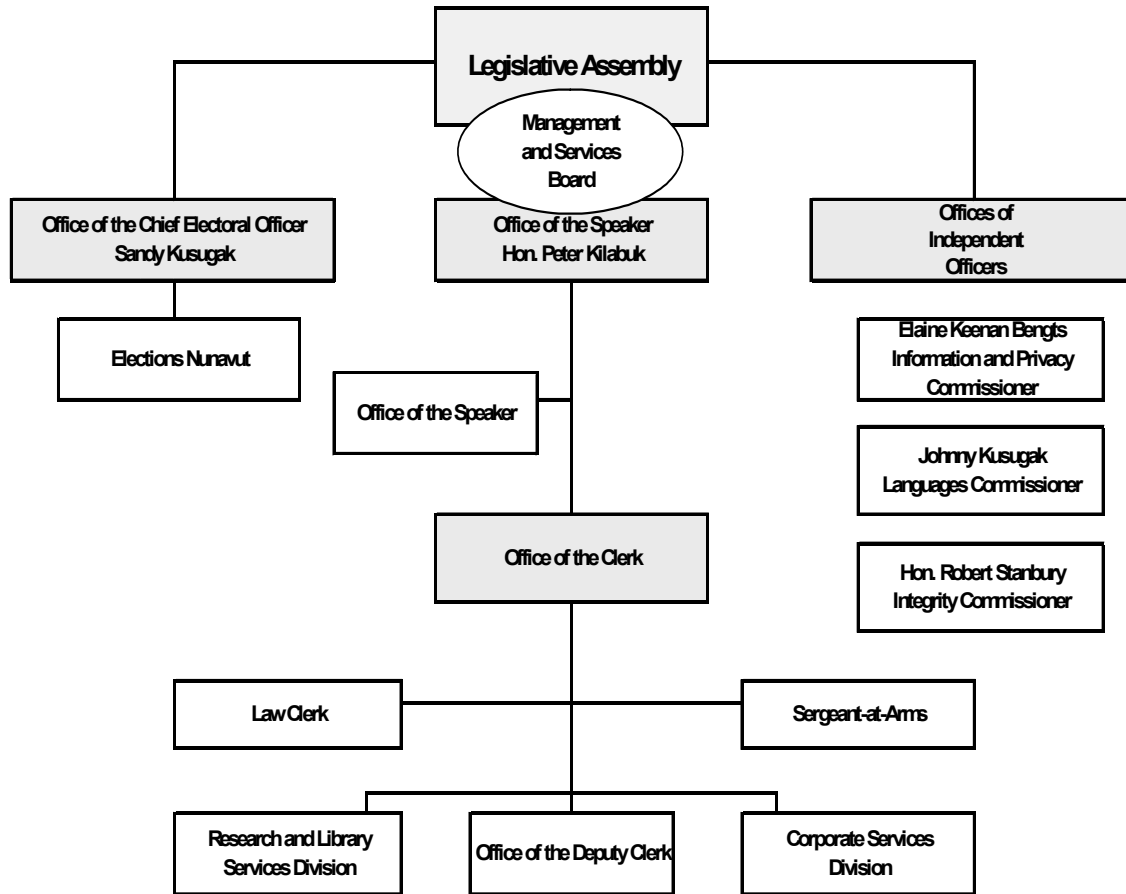 Legislative Assembly
Management
and Services
Board
Office of the Chief Electoral Officer
Sandy Kusugak
Office of the Speaker
Hon. Peter Kilabuk
Offices of
Independent
Officers
Elections Nunavut
Elaine Keenan Bengts
Information and Privacy
Commissioner
Office of the Speaker
Johnny Kusugak
Languages Commissioner
Office of the Clerk
Hon. Robert Stanbury
Integrity Commissioner
Law Clerk
Sergeant-at-Arms
Research and Library
Services Division
Office of the Deputy Clerk
Corporate Services
Division